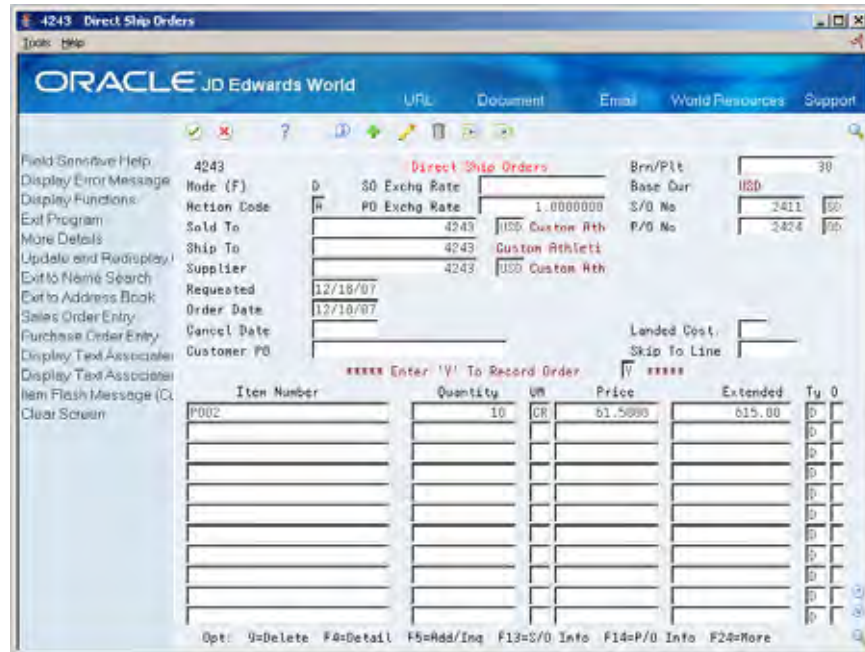 4243 Direct Ship Orders
Tools Help
ORACLE JD Edwards World
URL Document Email World Resources Support
Field Sensitive Help
Display Error Message
Display Functions
Exit Program
More Details
Update and Redisplay
Exit to Name Search
Exit to Address Book
Sales Order Entry
Purchase Order Entry
Display Text Associate
Display Text Associate
Item Flash Message (Cu
Clear Screen
4243 Direct Ship Orders Brn/Plt 30
Mode (F) D SO Exchg Rate Base Cur USD
Action Code A PO Exchg Rate 1.0000000 S/O No 2411 SO
Sold To 4243 USD Custom Ath P/O No 2424 OD
Ship To 4243 Custom Athleti
Supplier 4243 USD Custom Ath
Requested 12/18/07
Order Date 12/18/07
Cancel Date Landed Cost.
Customer PO Skip To Line
***** Enter 'V' To Record Order V *****
Item Number Quantity UM Price Extended Ty O
P002 10 CR 61.5000 615.00 D
D
D
D
D
D
D
D
D
D
Opt: 9=Delete F4=Detail F5=Add/Inq F13=S/O Info F14=P/O Info F24=More